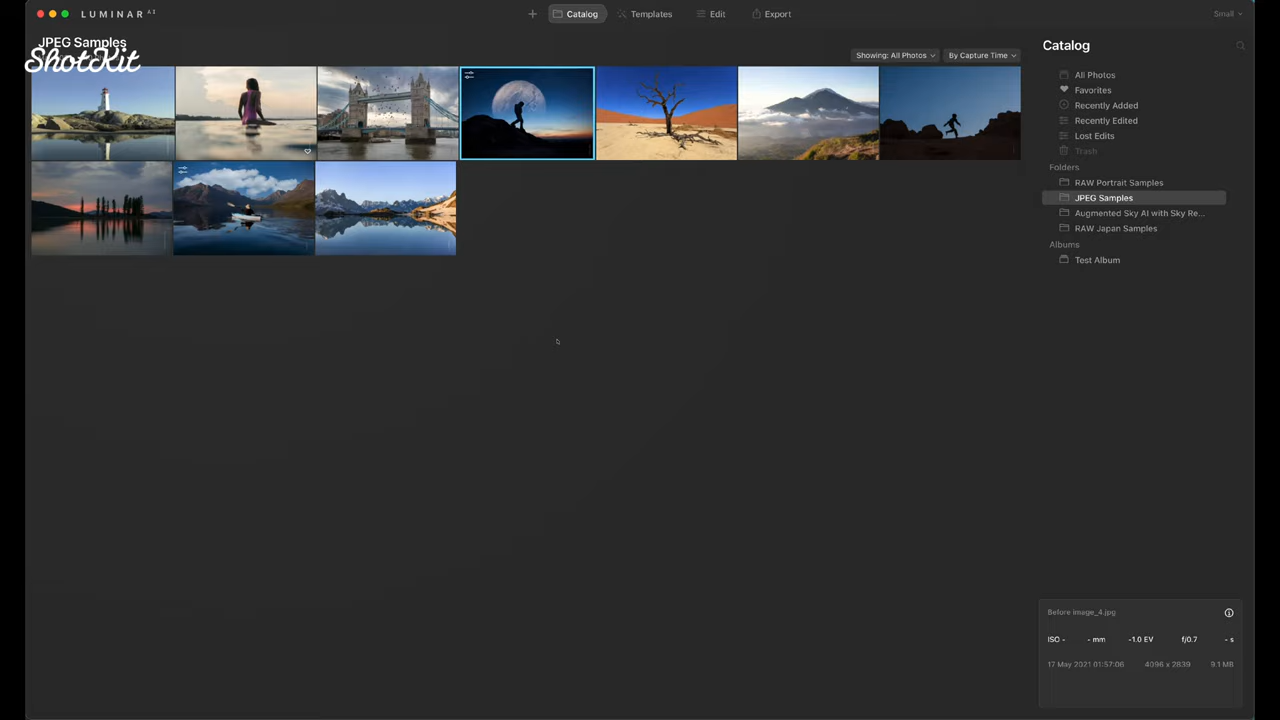 LUMINAR AI
Catalog
Templates
Edit
Export
Small
JPEG Samples
ShotKit
Showing: All Photos
By Capture Time
Catalog
All Photos
Favorites
Recently Added
Recently Edited
Lost Edits
Trash
Folders
RAW Portrait Samples
JPEG Samples
Augmented Sky AI with Sky Re...
RAW Japan Samples
Albums
Test Album
Before image_4.jpg
ISO - - mm -1.0 EV f/0.7 - s
17 May 2021 01:57:06 4096 x 2839 9.1 MB